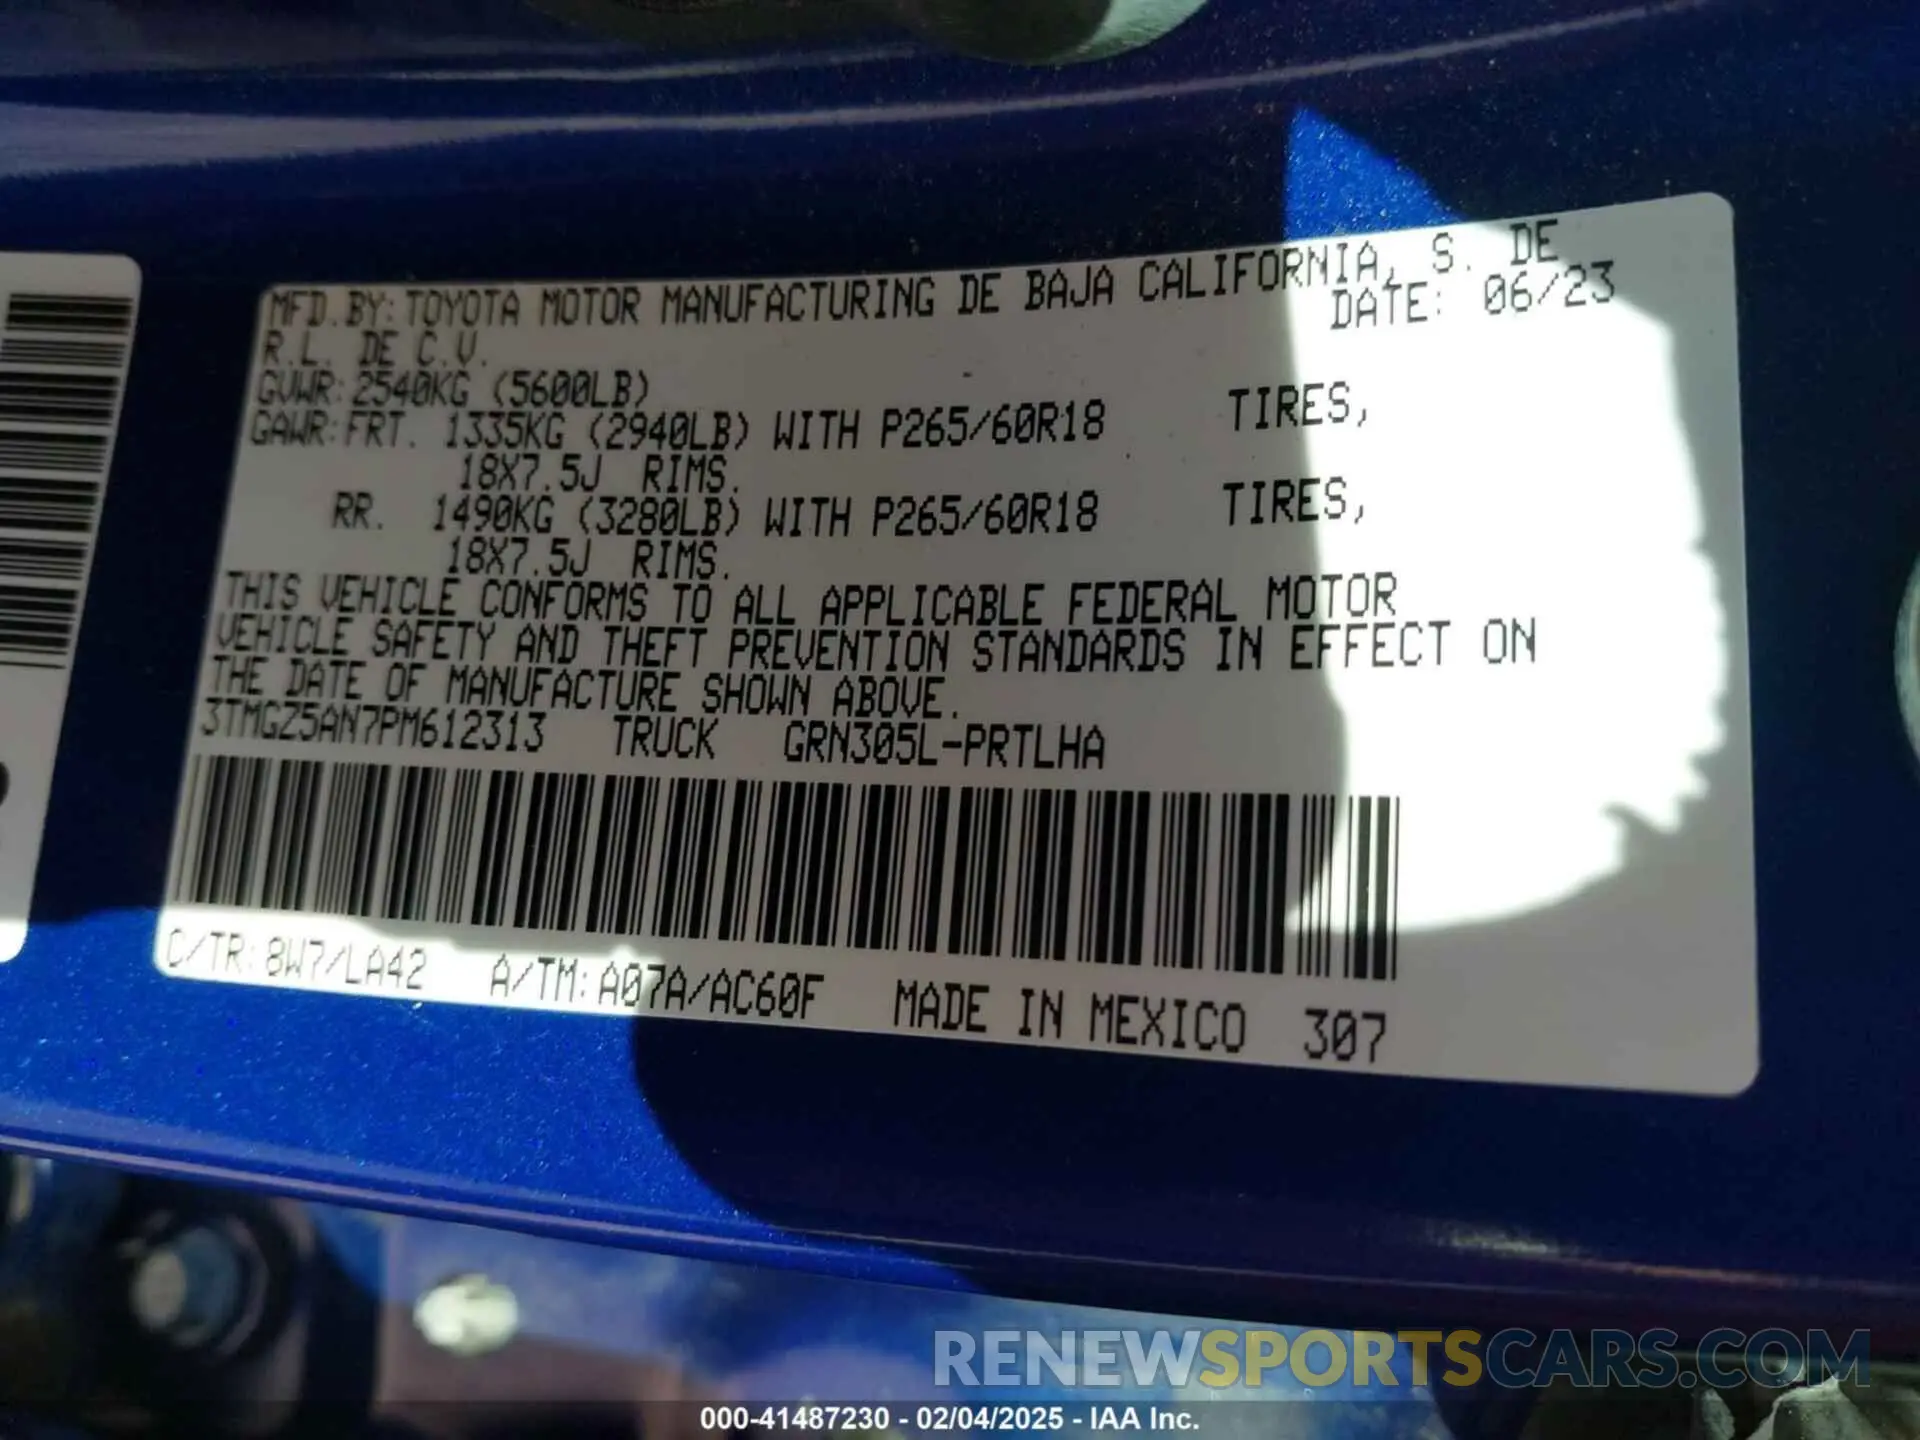 MFD.BY:TOYOTA MOTOR MANUFACTURING DE BAJA CALIFORNIA, S. DE
R.L. DE C.V. DATE: 06/23
GVWR:2540KG (5600LB)
GAWR:FRT. 1335KG (2940LB) WITH P265/60R18 TIRES,
18X7.5J RIMS.
RR. 1490KG (3280LB) WITH P265/60R18 TIRES,
18X7.5J RIMS.
THIS VEHICLE CONFORMS TO ALL APPLICABLE FEDERAL MOTOR
VEHICLE SAFETY AND THEFT PREVENTION STANDARDS IN EFFECT ON
THE DATE OF MANUFACTURE SHOWN ABOVE.
3TMGZ5AN7PM612313 TRUCK GRN305L-PRTLHA
C/TR:8W7/LA42 A/TM:A07A/AC60F MADE IN MEXICO 307
RENEWSPORTSCARS.COM
000-41487230 - 02/04/2025 - IAA Inc.